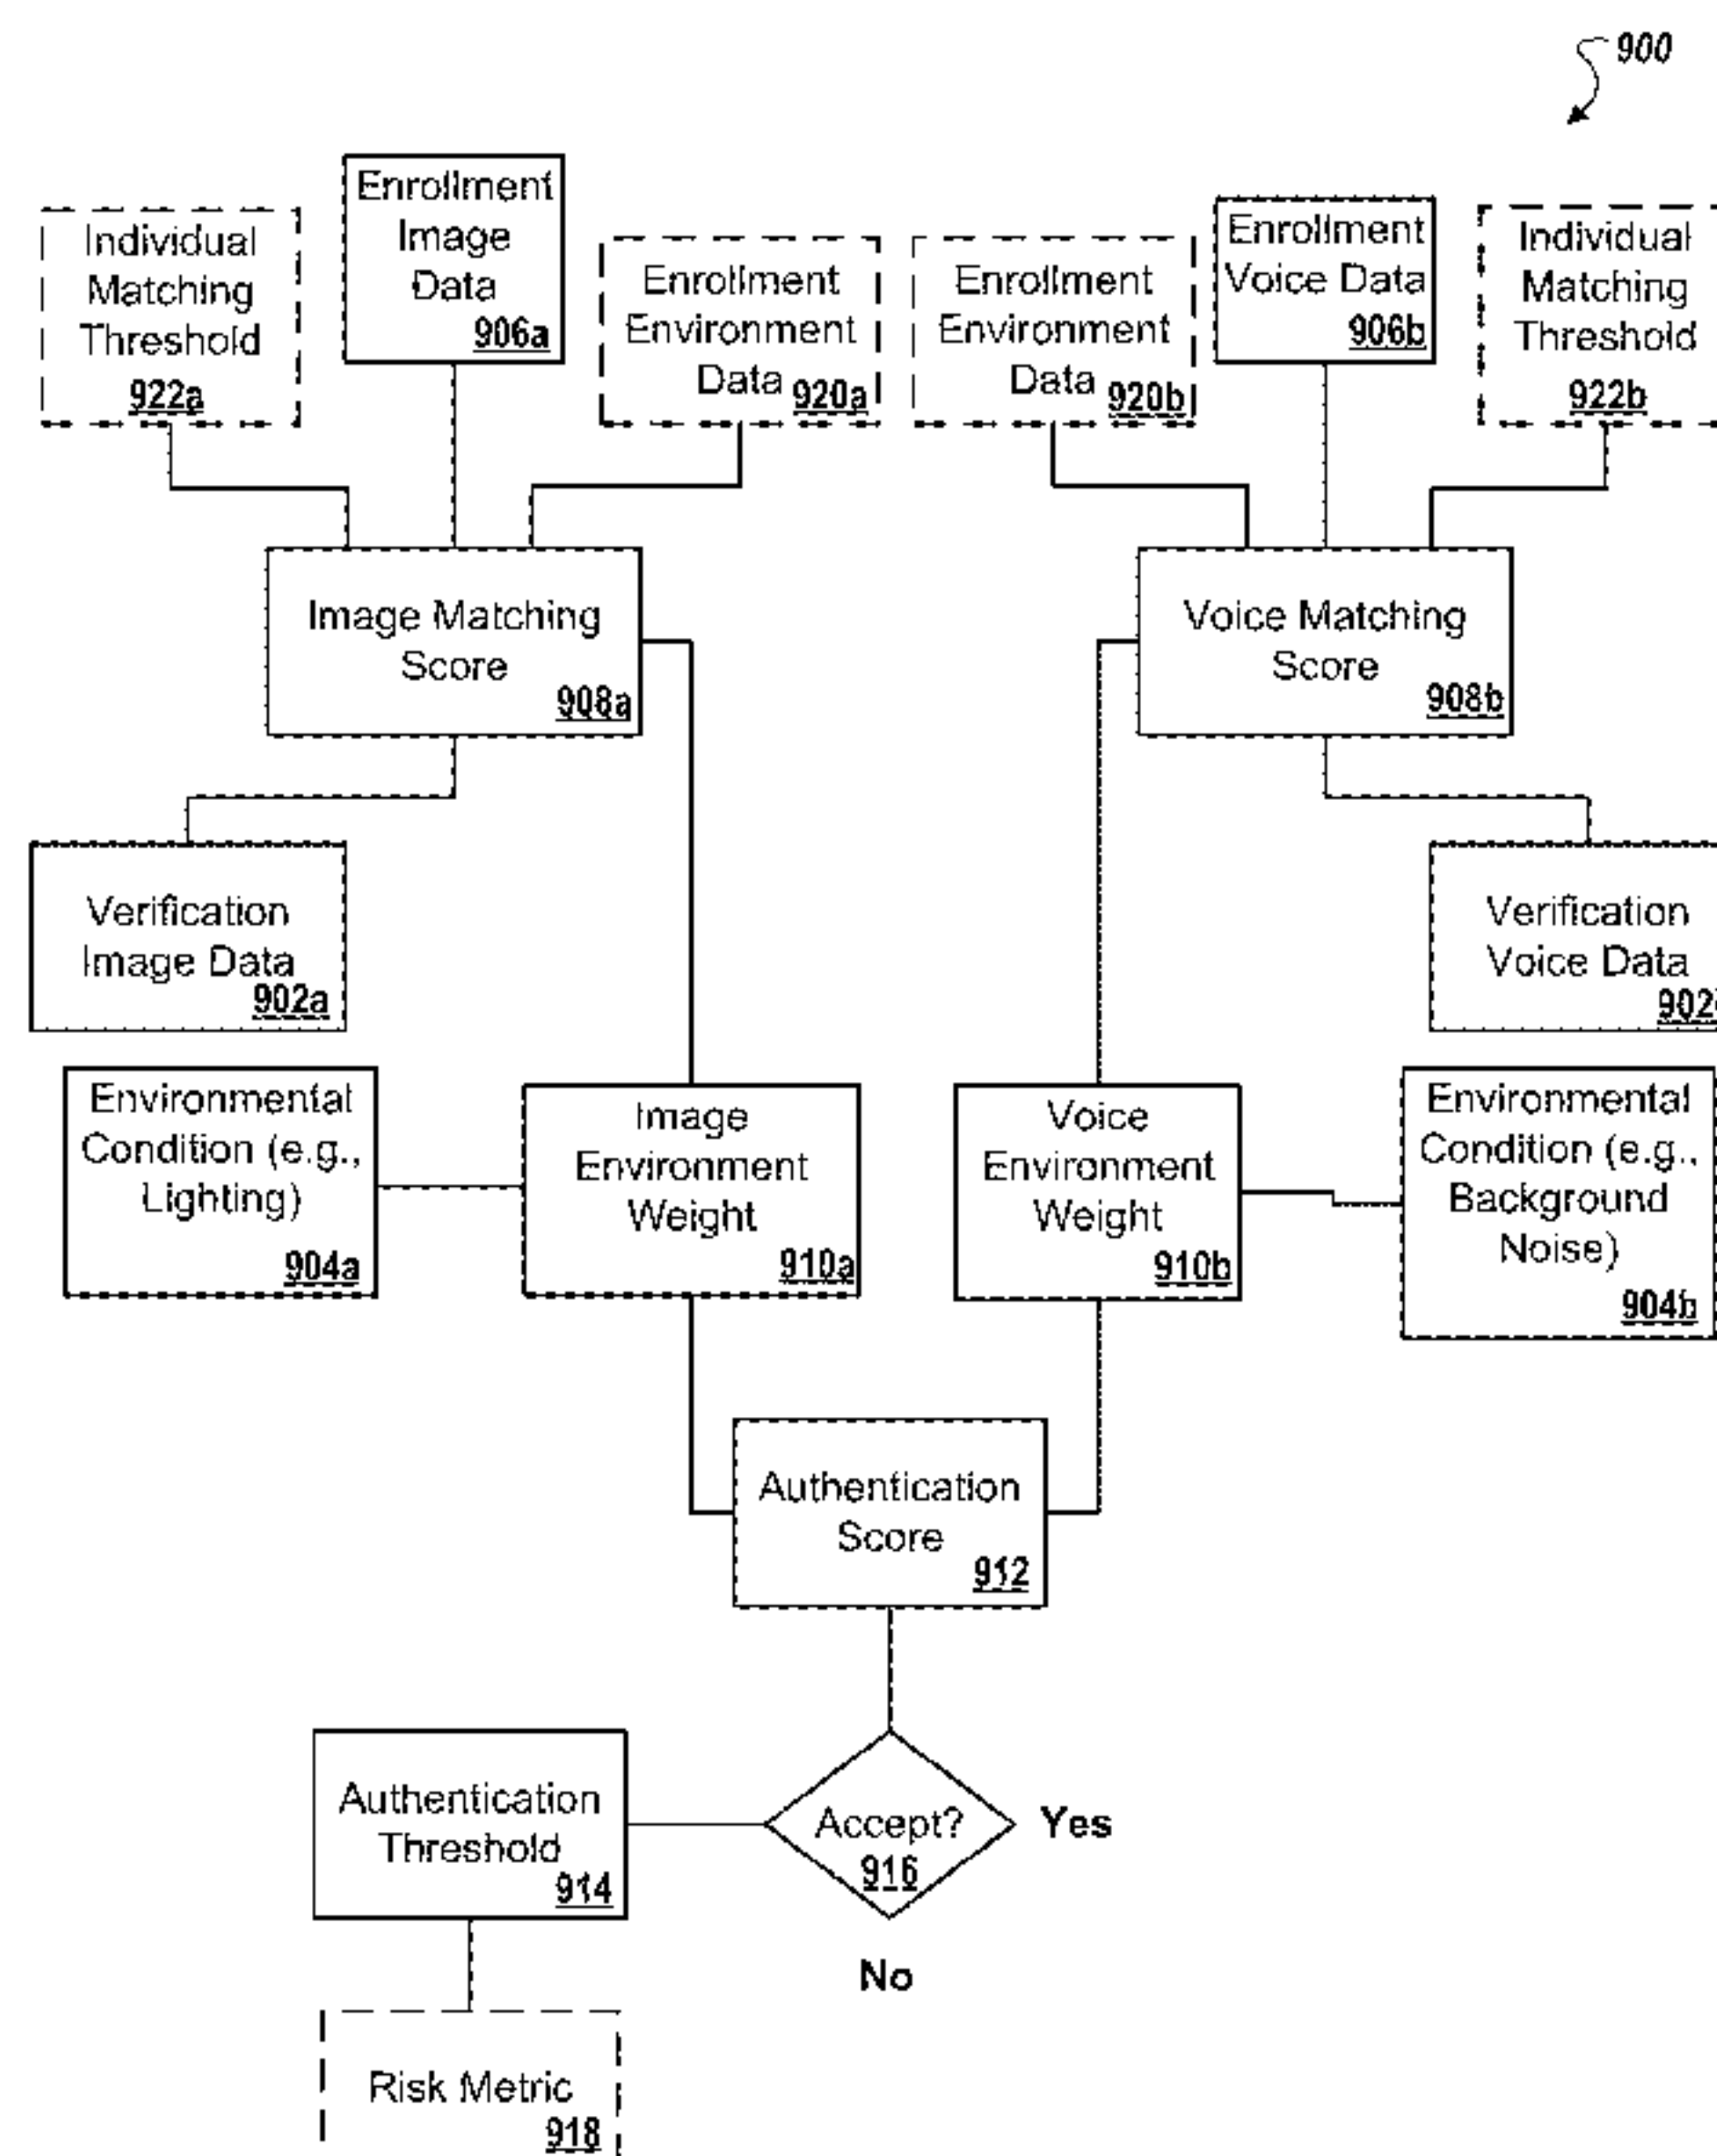 900
Individual
Matching
Threshold
922a
Enrollment
Image
Data
906a
Enrollment
Environment
Data 920a
Enrollment
Environment
Data 920b
Enrollment
Voice Data
906b
Individual
Matching
Threshold
922b
Image Matching
Score
908a
Voice Matching
Score
908b
Verification
Image Data
902a
Verification
Voice Data
Environmental
Condition (e.g.,
Lighting)
904a
Image
Environment
Weight
910a
Voice
Environment
Weight
910b
Environmental
Condition (e.g.,
Background
Noise)
904b
Authentication
Score
912
Authentication
Threshold
914
Accept?
916
Yes
No
Risk Metric
918